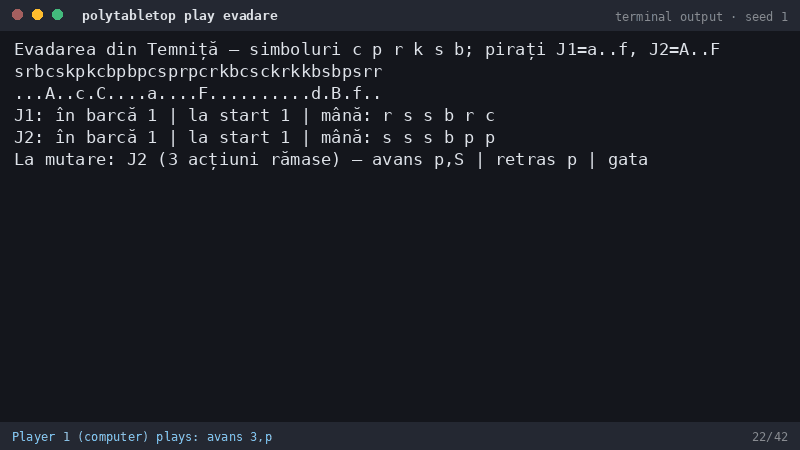 polytabletop play evadare
terminal output · seed 1
Evadarea din Temniță — simboluri c p r k s b; pirați J1=a..f, J2=A..F
srbcskpkcbpbpcsprpcrkbcsckrkkbsbpsrr
...A..c.C....a....F..........d.B.f..
J1: în barcă 1 | la start 1 | mână: r s s b r c
J2: în barcă 1 | la start 1 | mână: s s s b p p
La mutare: J2 (3 acțiuni rămase) — avans p,S | retras p | gata
Player 1 (computer) plays: avans 3,p
22/42